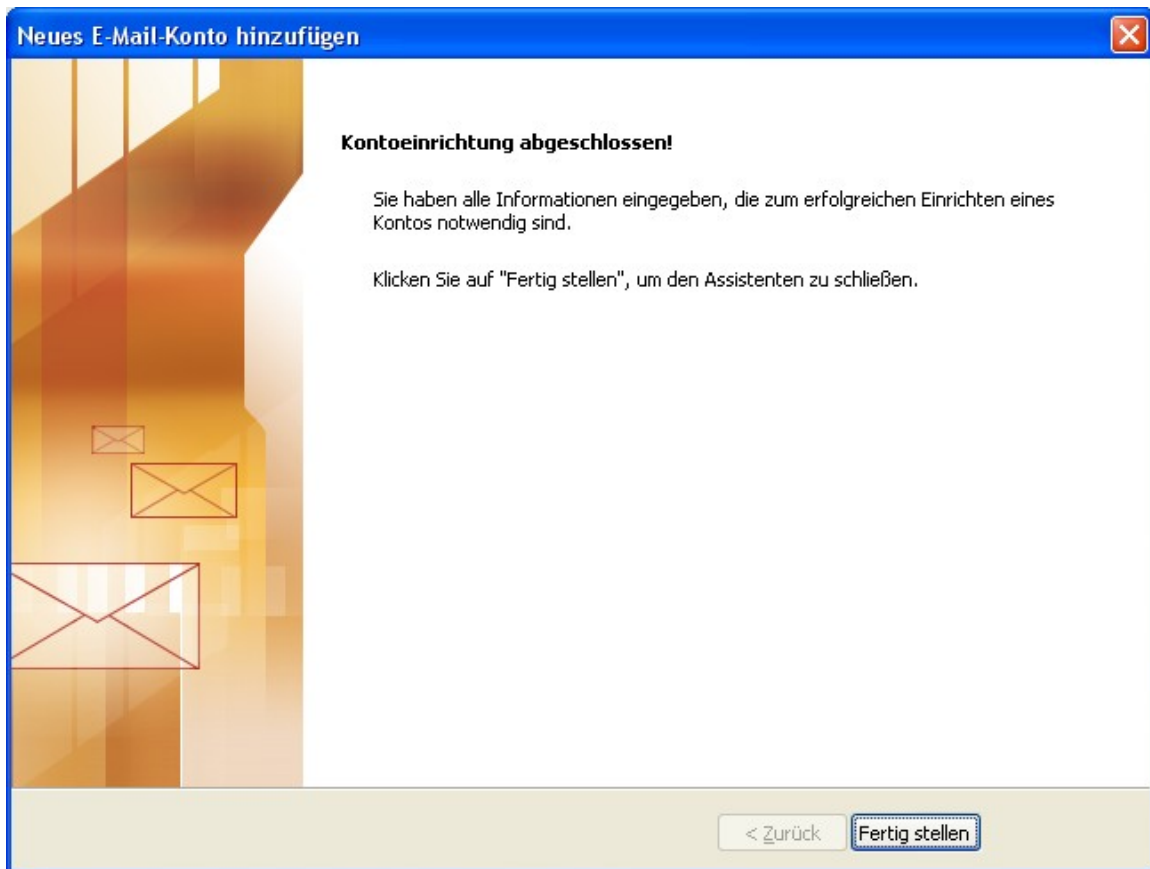 Neues E-Mail-Konto hinzufügen
Kontoeinrichtung abgeschlossen!
Sie haben alle Informationen eingegeben, die zum erfolgreichen Einrichten eines
Kontos notwendig sind.
Klicken Sie auf "Fertig stellen", um den Assistenten zu schließen.
< Zurück Fertig stellen